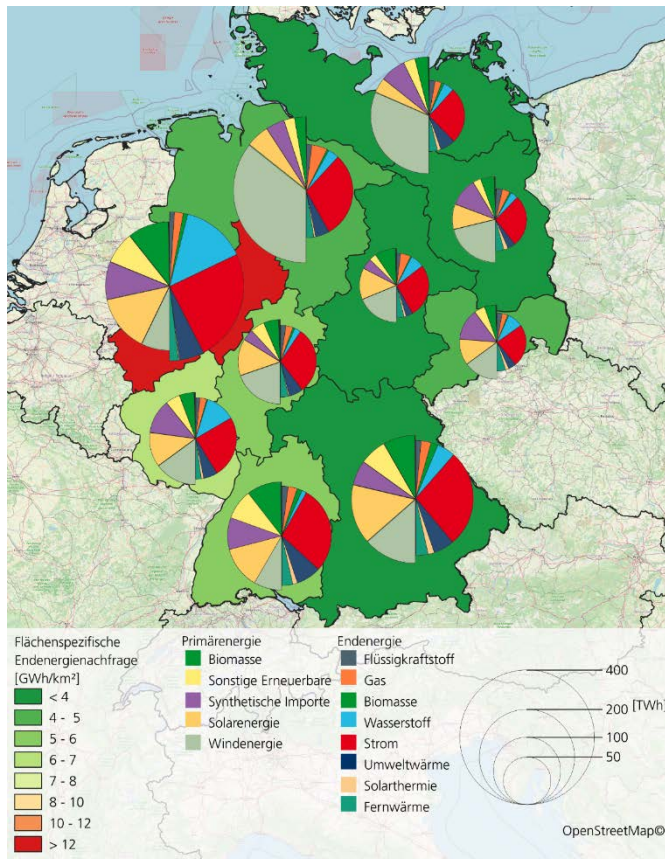 Flächenspezifische
Endenergienachfrage
[GWh/km²]
< 4
4 - 5
5 - 6
6 - 7
7 - 8
8 - 10
10 - 12
> 12
Primärenergie
Biomasse
Sonstige Erneuerbare
Synthetische Importe
Solarenergie
Windenergie
Endenergie
Flüssigkraftstoff
Gas
Biomasse
Wasserstoff
Strom
Umweltwärme
Solarthermie
Fernwärme
400
200 [TWh]
100
50
OpenStreetMap©